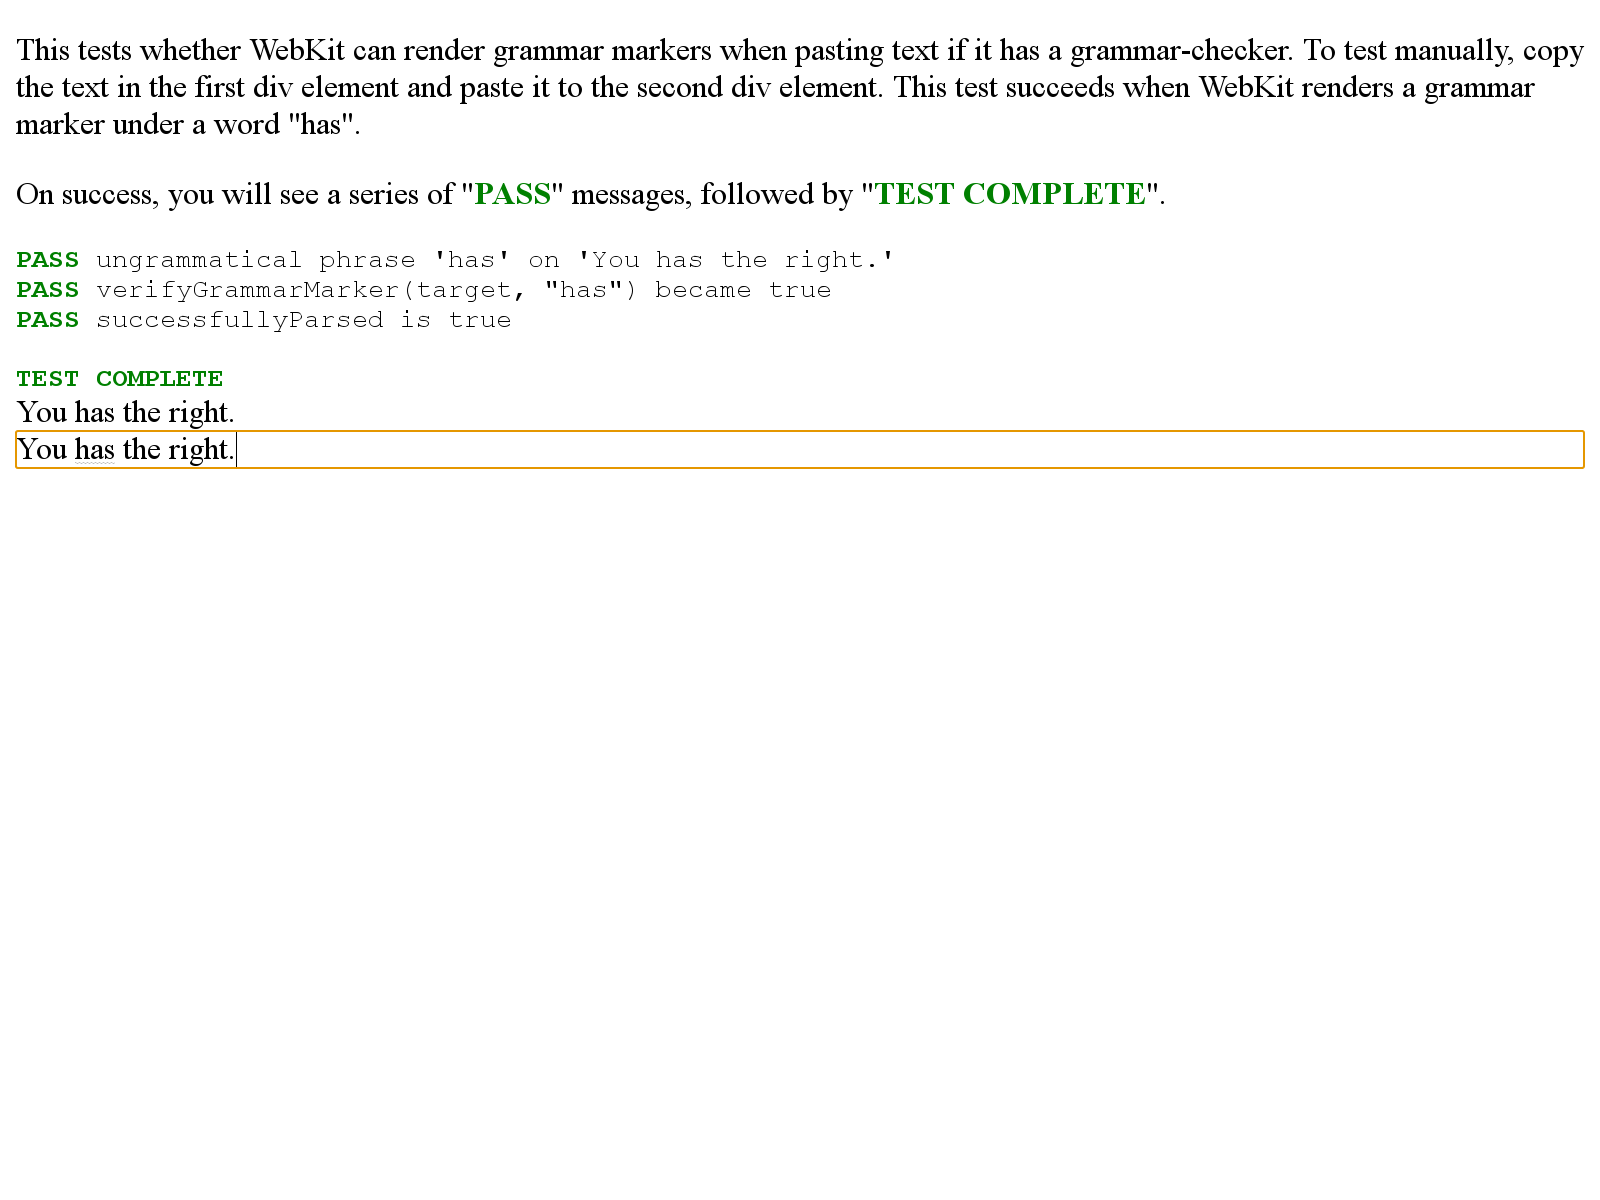 This tests whether WebKit can render grammar markers when pasting text if it has a grammar-checker. To test manually, copy
the text in the first div element and paste it to the second div element. This test succeeds when WebKit renders a grammar
marker under a word "has".
On success, you will see a series of "PASS" messages, followed by "TEST COMPLETE".
PASS ungrammatical phrase 'has' on 'You has the right.'
PASS verifyGrammarMarker(target, "has") became true
PASS successfullyParsed is true
TEST COMPLETE
You has the right.
You has the right.